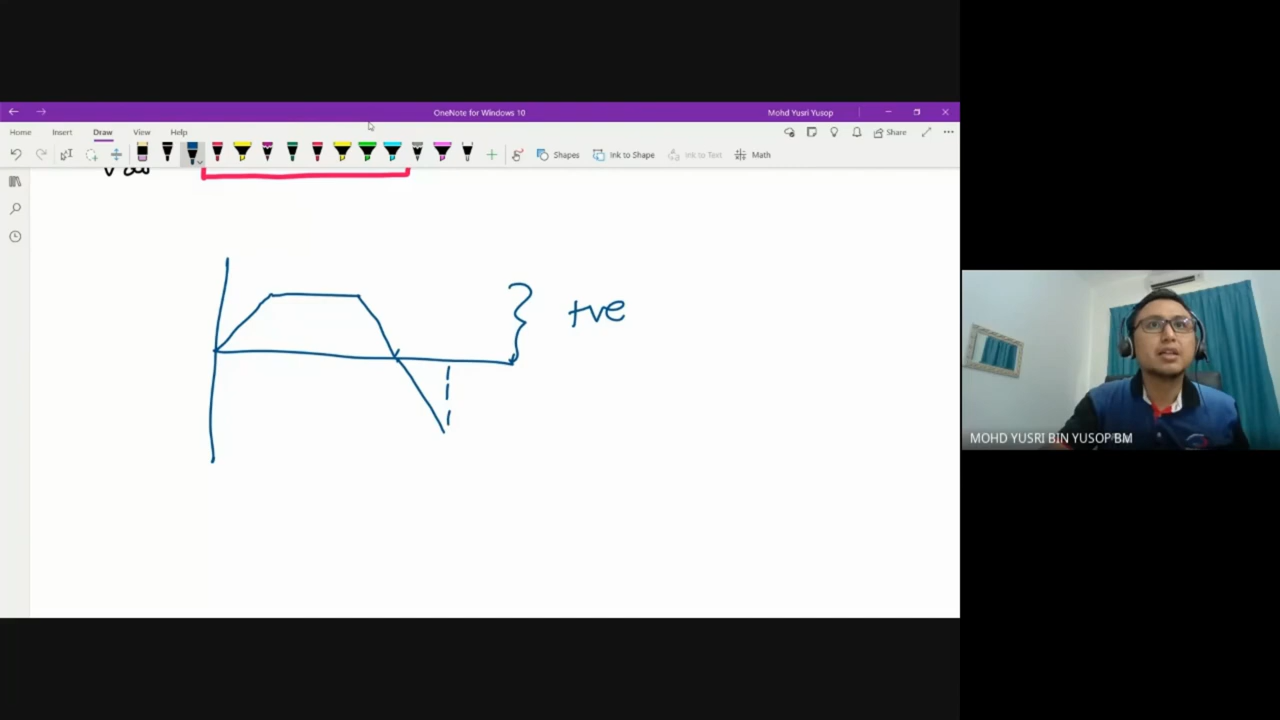 OneNote for Windows 10
Mohd Yusri Yusop
Home Insert Draw View Help
Share
Shapes Ink to Shape Ink to Text Math
+ve
MOHD YUSRI BIN YUSOP BM